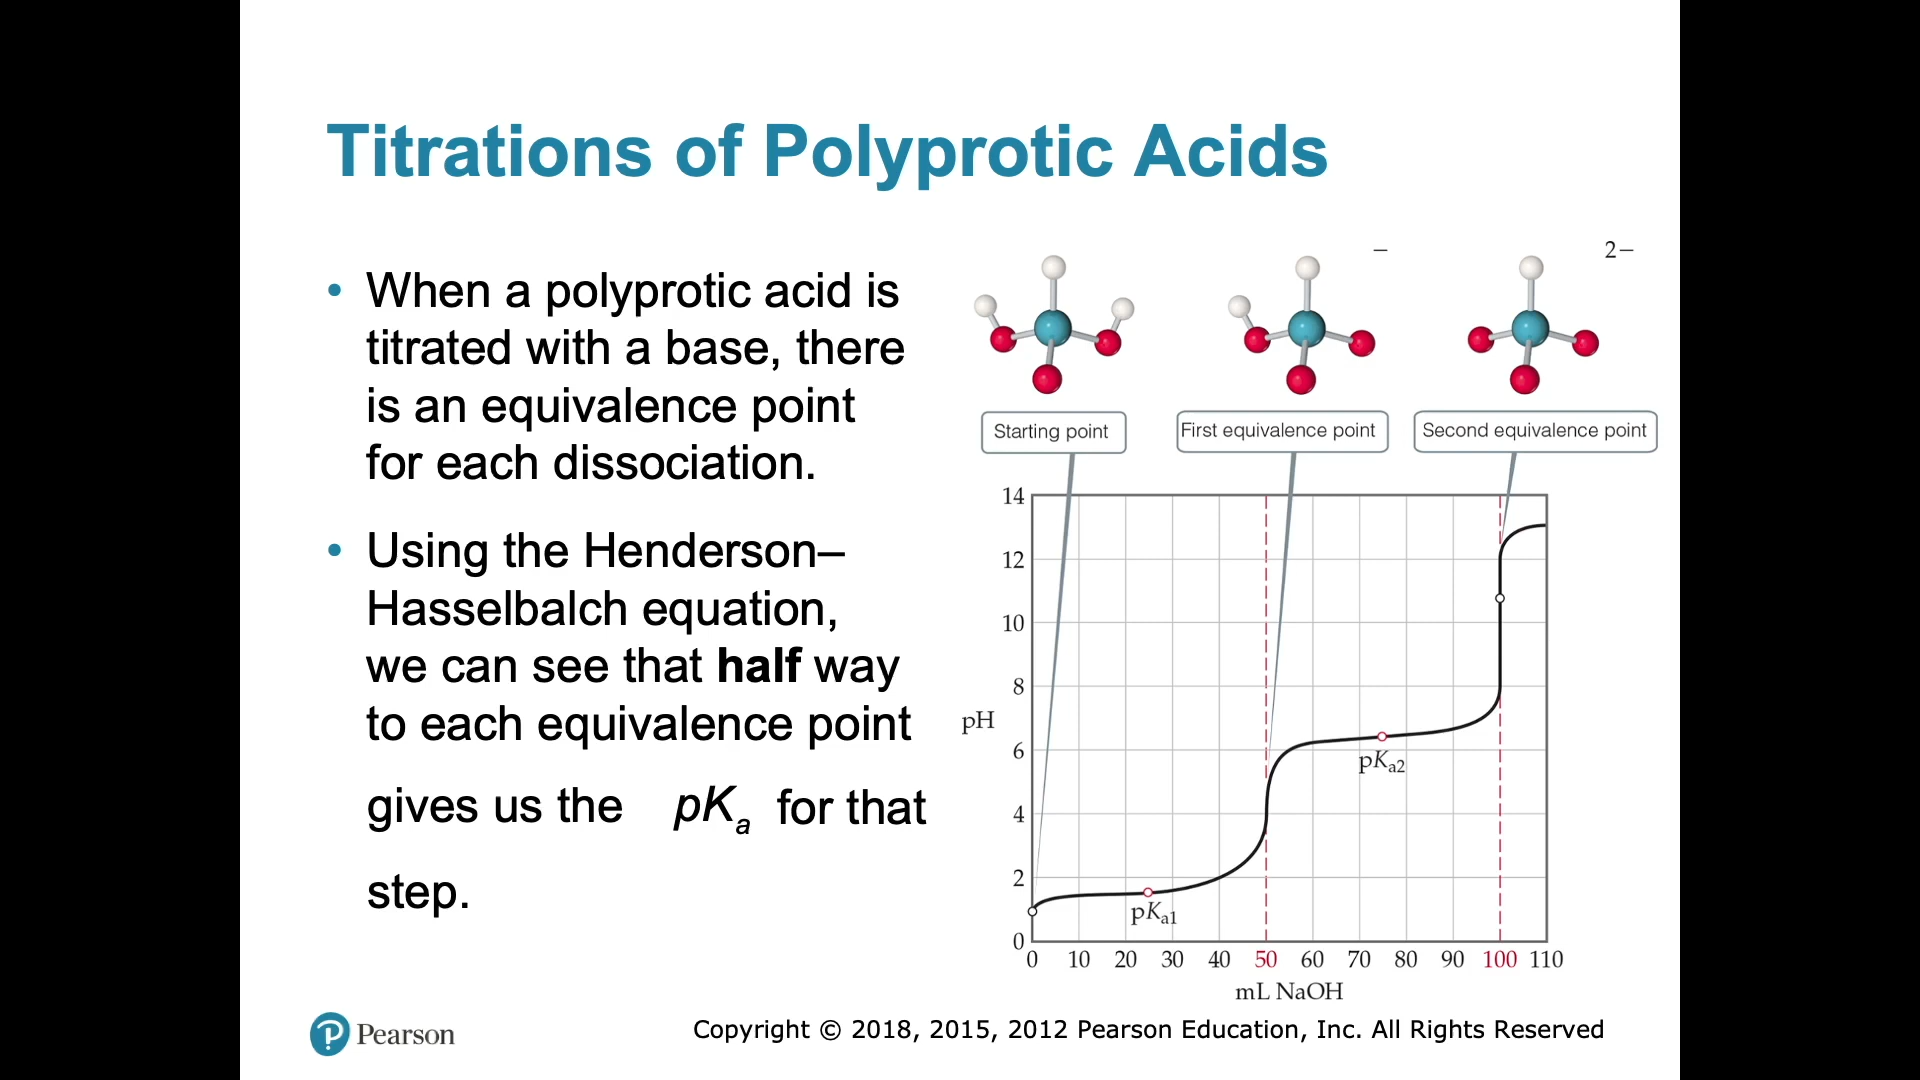 Titrations of Polyprotic Acids
• When a polyprotic acid is
titrated with a base, there
is an equivalence point
for each dissociation.
• Using the Henderson–
Hasselbalch equation,
we can see that half way
to each equivalence point
gives us the pKa for that
step.
−
2−
Starting point
First equivalence point
Second equivalence point
14
12
10
8
pH
6
pKa2
4
2
pKa1
0
0 10 20 30 40 50 60 70 80 90 100 110
mL NaOH
Pearson
Copyright © 2018, 2015, 2012 Pearson Education, Inc. All Rights Reserved